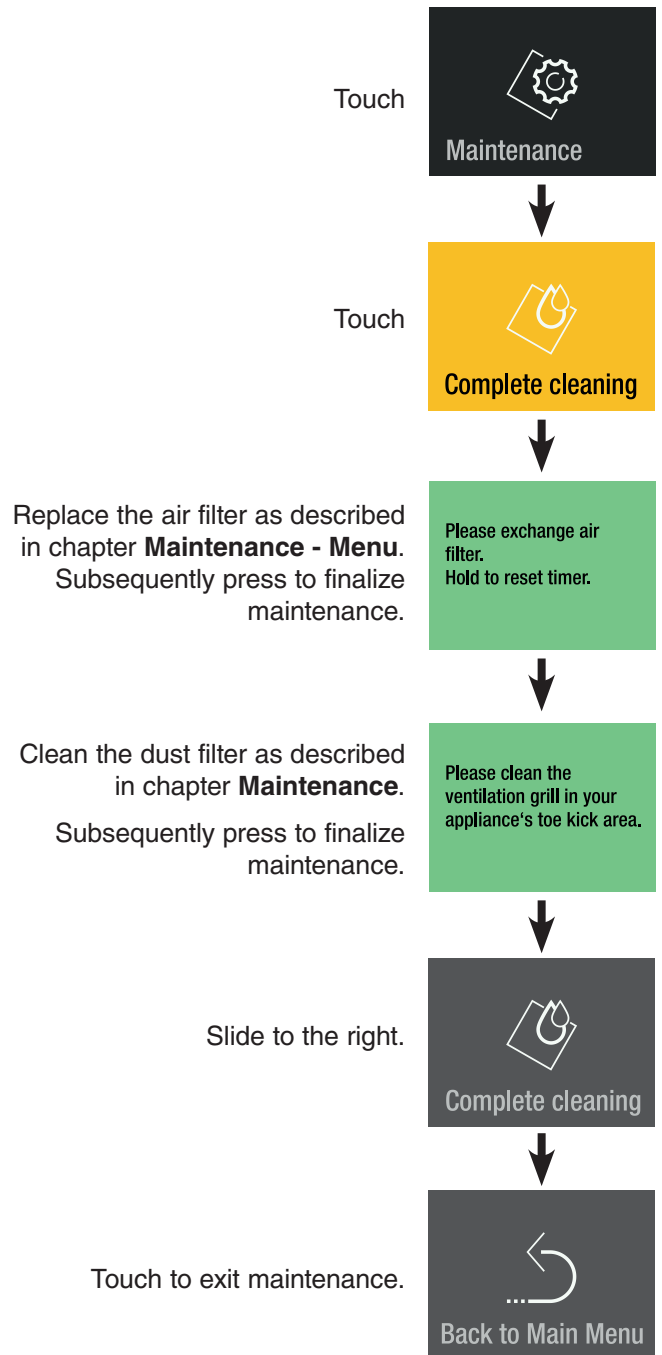 Touch
Maintenance
Touch
Complete cleaning
Replace the air filter as described
in chapter Maintenance - Menu.
Subsequently press to finalize
maintenance.
Please exchange air
filter.
Hold to reset timer.
Clean the dust filter as described
in chapter Maintenance.
Subsequently press to finalize
maintenance.
Please clean the
ventilation grill in your
appliance‘s toe kick area.
Slide to the right.
Complete cleaning
Touch to exit maintenance.
Back to Main Menu